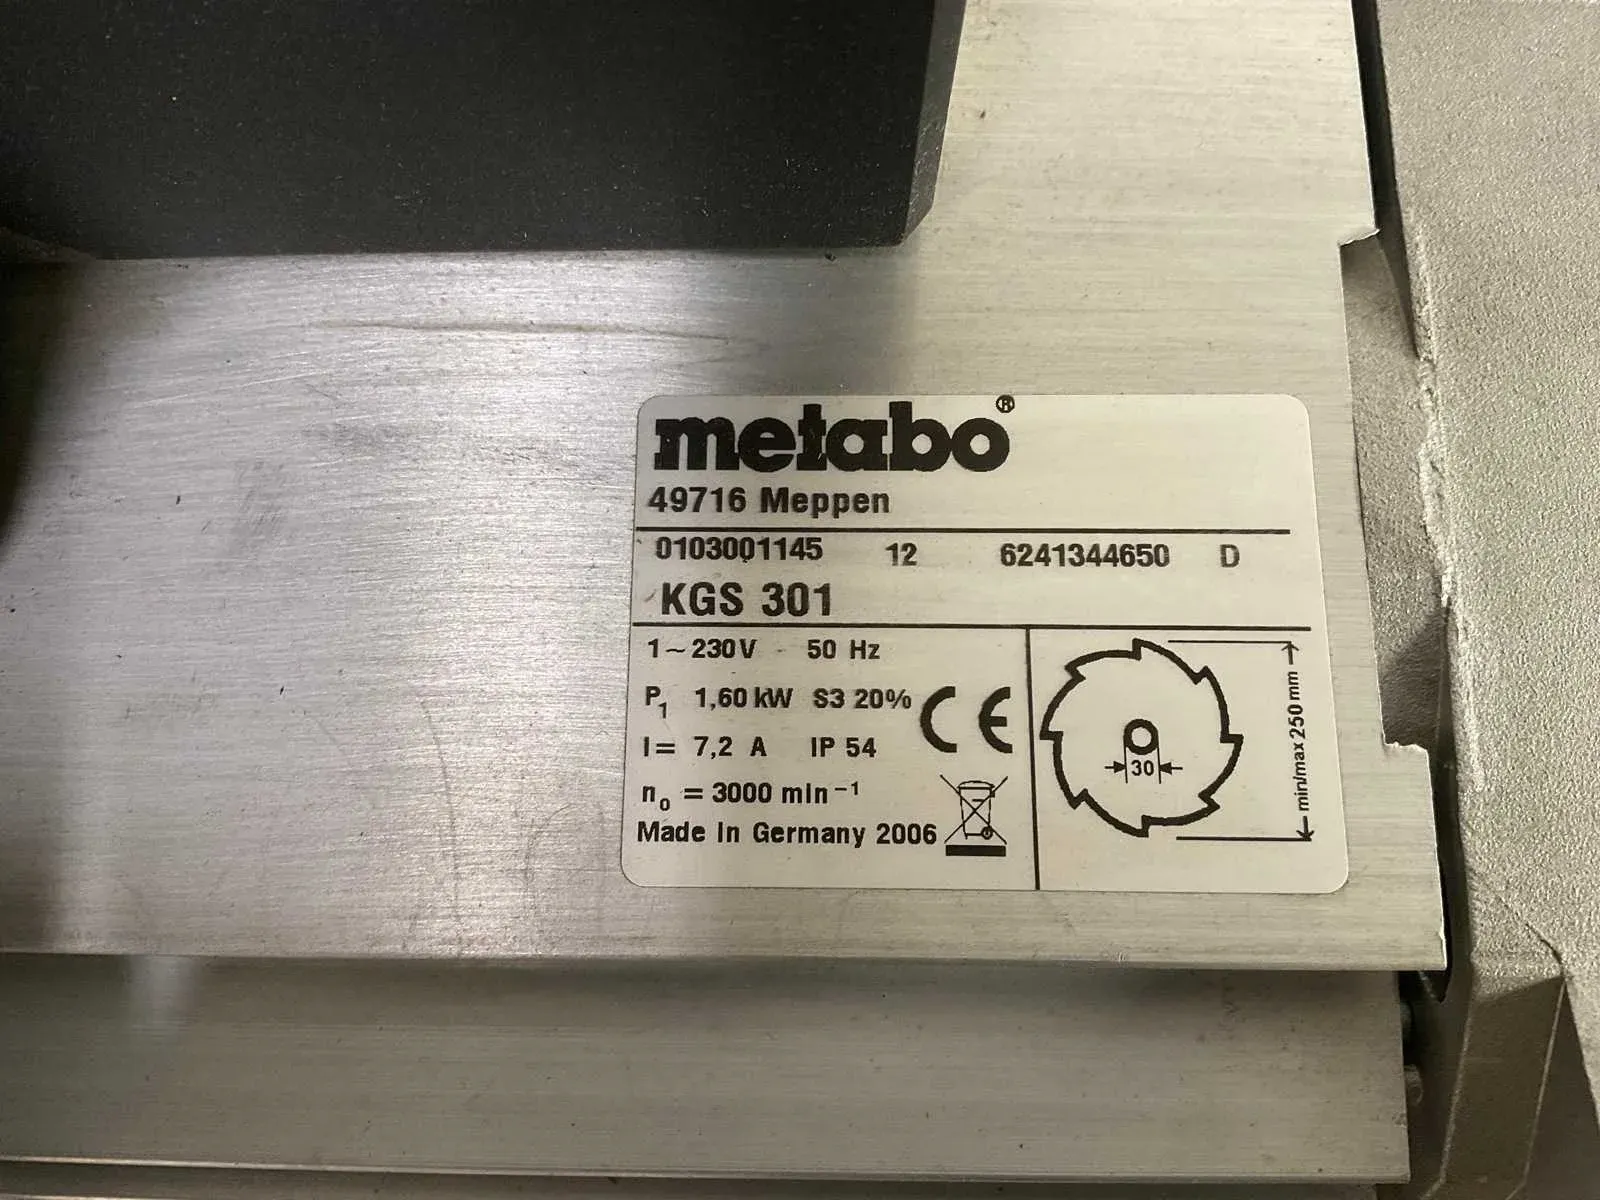 metabo®
49716 Meppen
0103001145 12 6241344650 D
KGS 301
1~230V 50 Hz
P1 1,60 kW S3 20%
I= 7,2 A IP 54
n0 = 3000 min-1
Made in Germany 2006
CE
30
min/max 250 mm